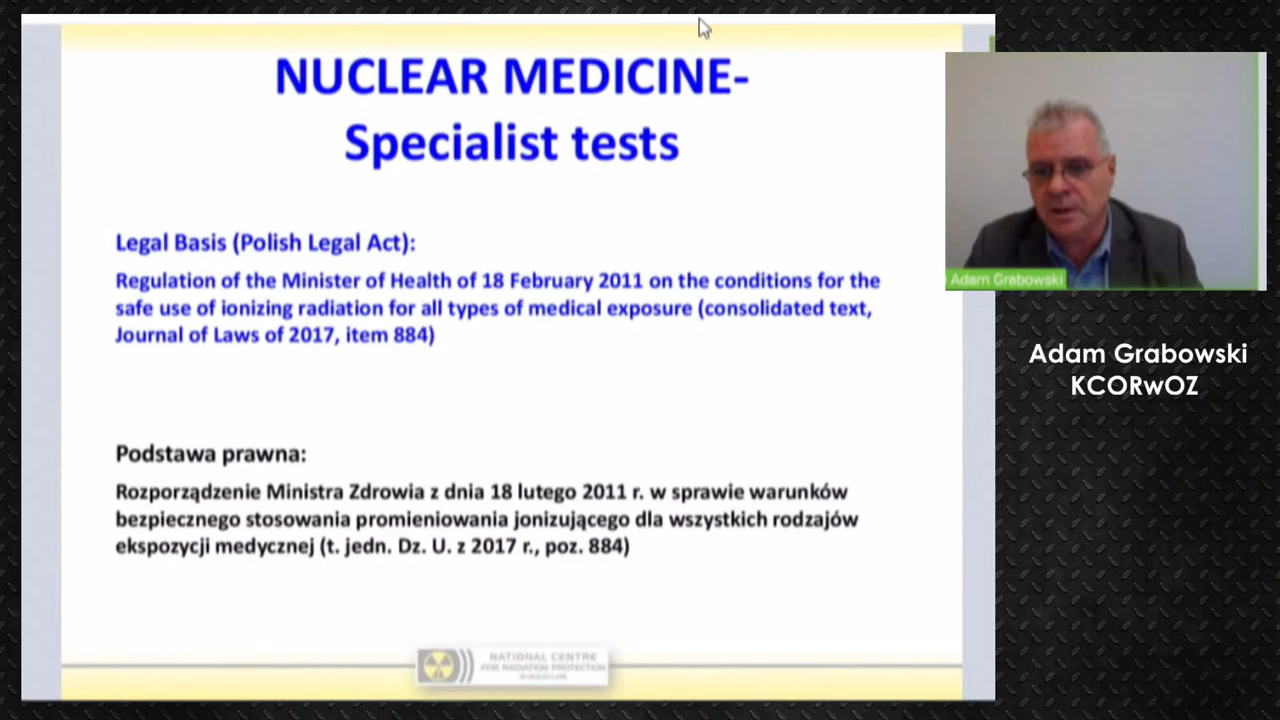 NUCLEAR MEDICINE-
Specialist tests
Legal Basis (Polish Legal Act):
Regulation of the Minister of Health of 18 February 2011 on the conditions for the
safe use of ionizing radiation for all types of medical exposure (consolidated text,
Journal of Laws of 2017, item 884)
Podstawa prawna:
Rozporządzenie Ministra Zdrowia z dnia 18 lutego 2011 r. w sprawie warunków
bezpiecznego stosowania promieniowania jonizującego dla wszystkich rodzajów
ekspozycji medycznej (t. jedn. Dz. U. z 2017 r., poz. 884)
NATIONAL CENTRE
FOR RADIATION PROTECTION
Adam Grabowski
Adam Grabowski
KCORwOZ